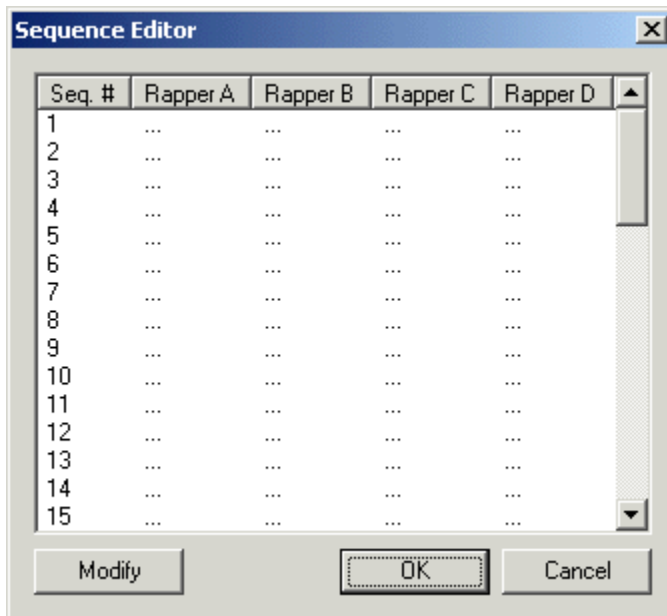 Sequence Editor
Seq. # Rapper A Rapper B Rapper C Rapper D
1 ... ... ... ...
2 ... ... ... ...
3 ... ... ... ...
4 ... ... ... ...
5 ... ... ... ...
6 ... ... ... ...
7 ... ... ... ...
8 ... ... ... ...
9 ... ... ... ...
10 ... ... ... ...
11 ... ... ... ...
12 ... ... ... ...
13 ... ... ... ...
14 ... ... ... ...
15 ... ... ... ...
Modify OK Cancel